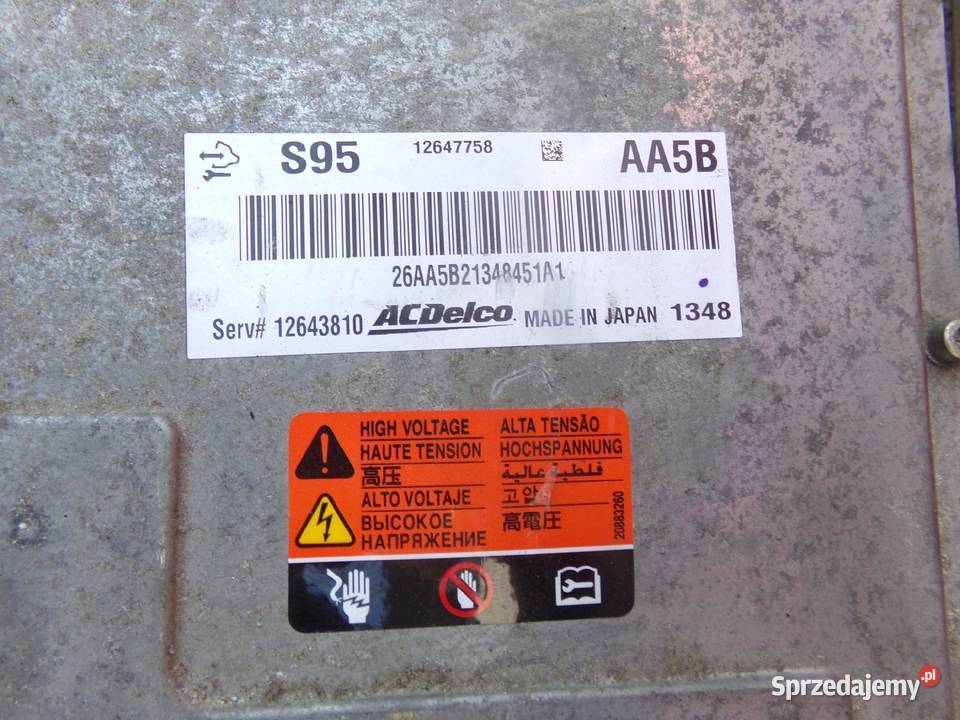 S95 12647758 AA5B
26AA5B21348451A1
Serv# 12643810 ACDelco MADE IN JAPAN 1348
HIGH VOLTAGE
HAUTE TENSION
高压
ALTO VOLTAJE
ВЫСОКОЕ
НАПРЯЖЕНИЕ
ALTA TENSÃO
HOCHSPANNUNG
فلطية عالية
고압
高電圧
20883260
Sprzedajemy.pl